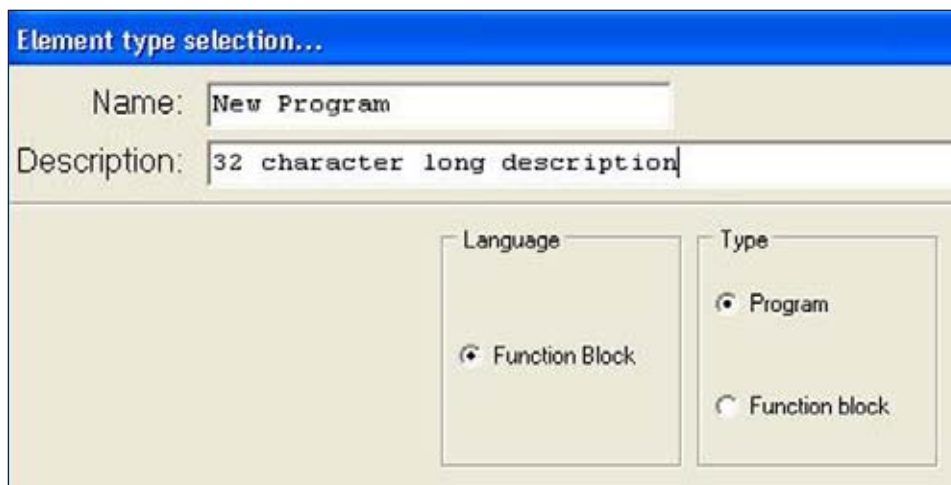 Element type selection...
Name: New Program
Description: 32 character long description
Language Type
Program
Function Block
Function block